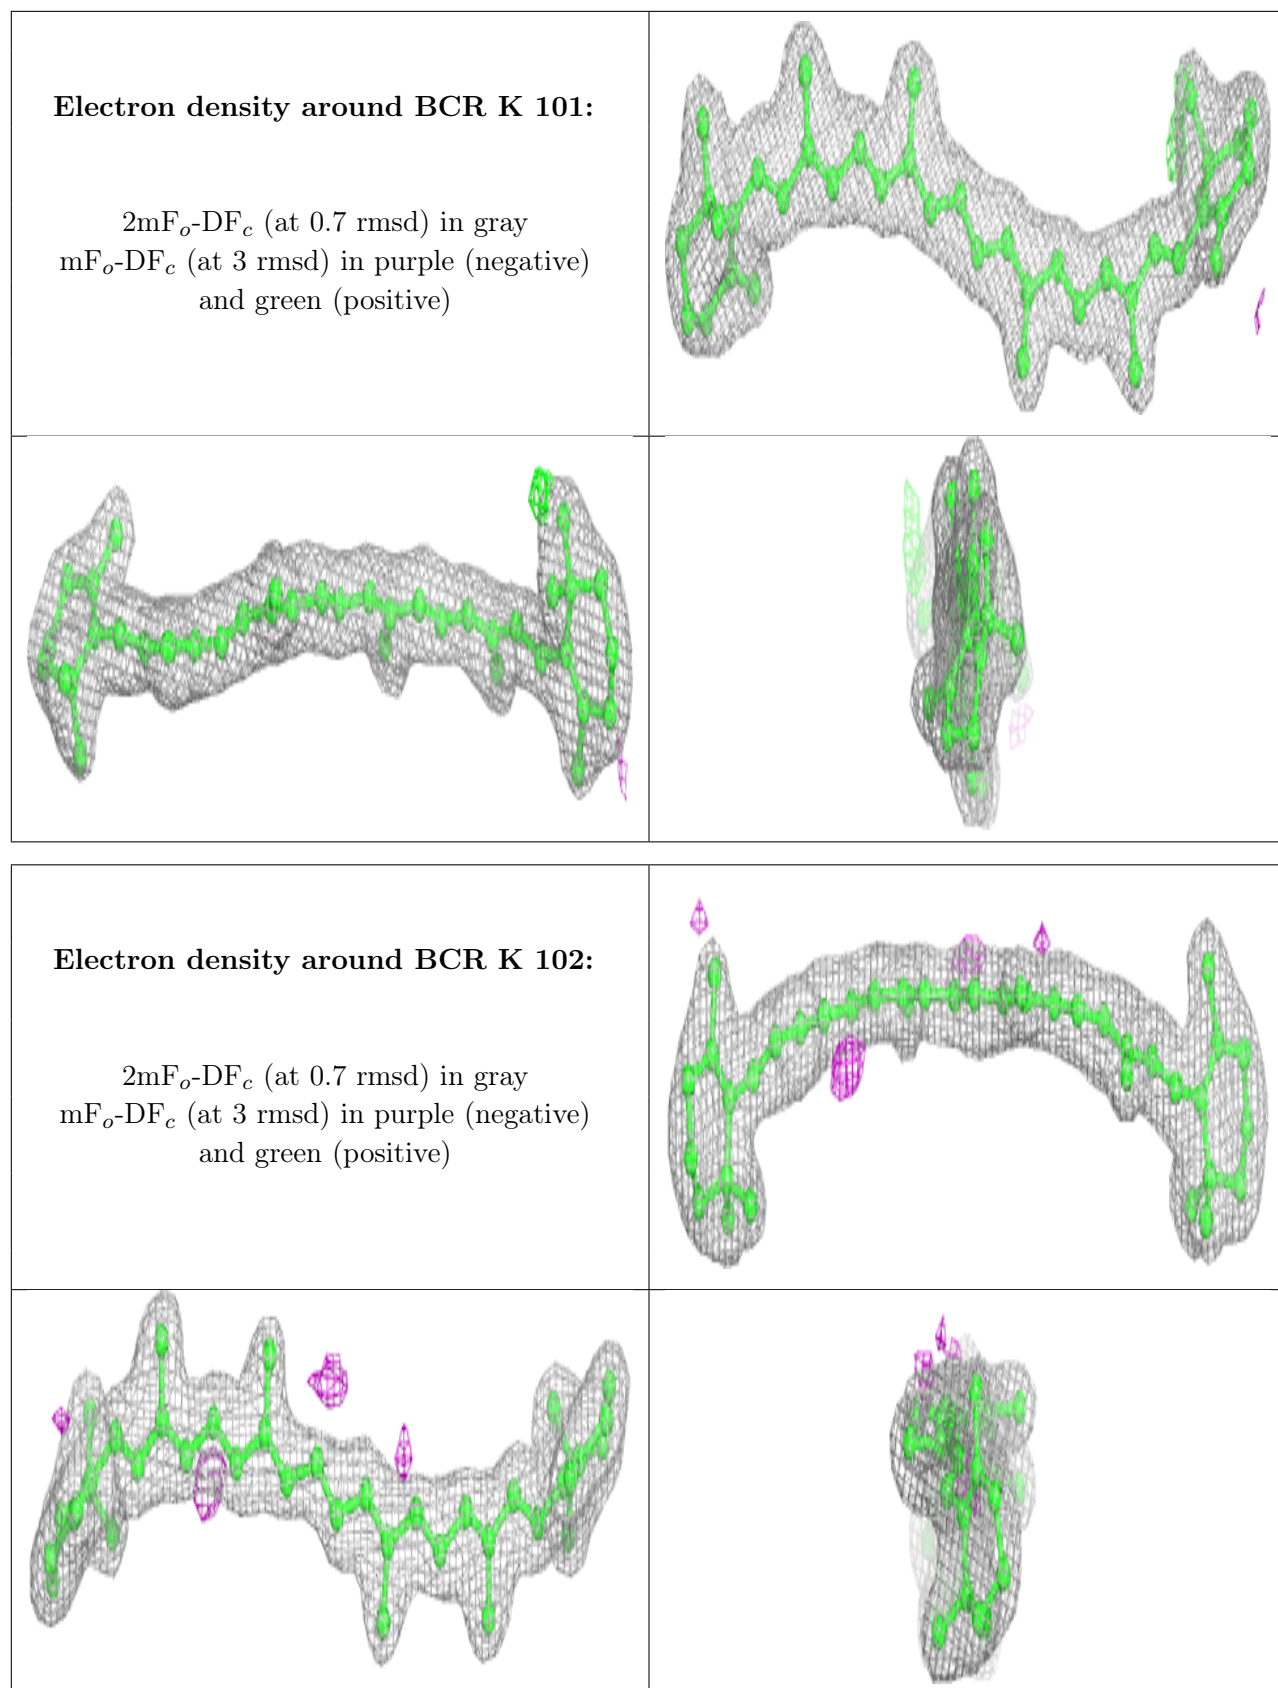 Electron density around BCR K 101:
2mFo-DFc (at 0.7 rmsd) in gray
mFo-DFc (at 3 rmsd) in purple (negative)
and green (positive)
Electron density around BCR K 102:
2mFo-DFc (at 0.7 rmsd) in gray
mFo-DFc (at 3 rmsd) in purple (negative)
and green (positive)